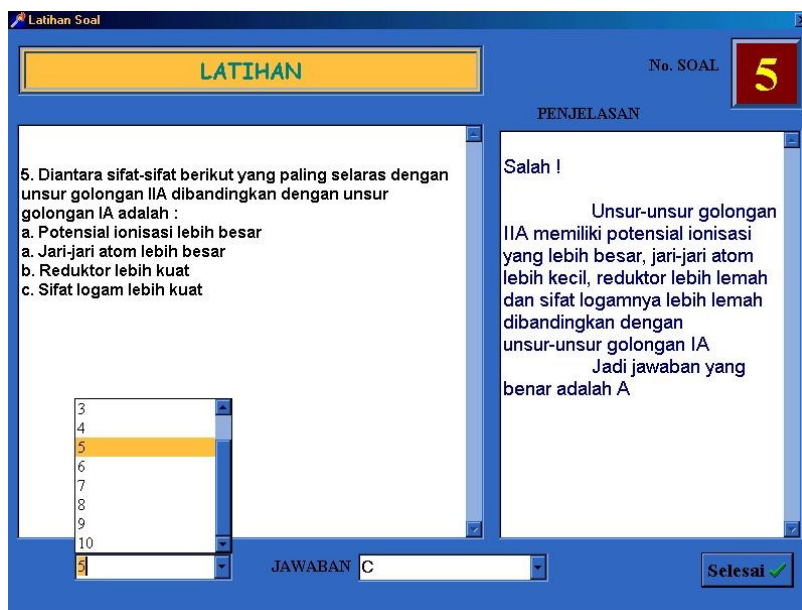 Latihan Soal
LATIHAN
No. SOAL
5
PENJELASAN
5. Diantara sifat-sifat berikut yang paling selaras dengan
unsur golongan IIA dibandingkan dengan unsur
golongan IA adalah :
a. Potensial ionisasi lebih besar
a. Jari-jari atom lebih besar
b. Reduktor lebih kuat
c. Sifat logam lebih kuat
Salah !
Unsur-unsur golongan
IIA memiliki potensial ionisasi
yang lebih besar, jari-jari atom
lebih kecil, reduktor lebih lemah
dan sifat logamnya lebih lemah
dibandingkan dengan
unsur-unsur golongan IA
Jadi jawaban yang
benar adalah A
3
4
5
6
7
8
9
10
5
JAWABAN
C
Selesai